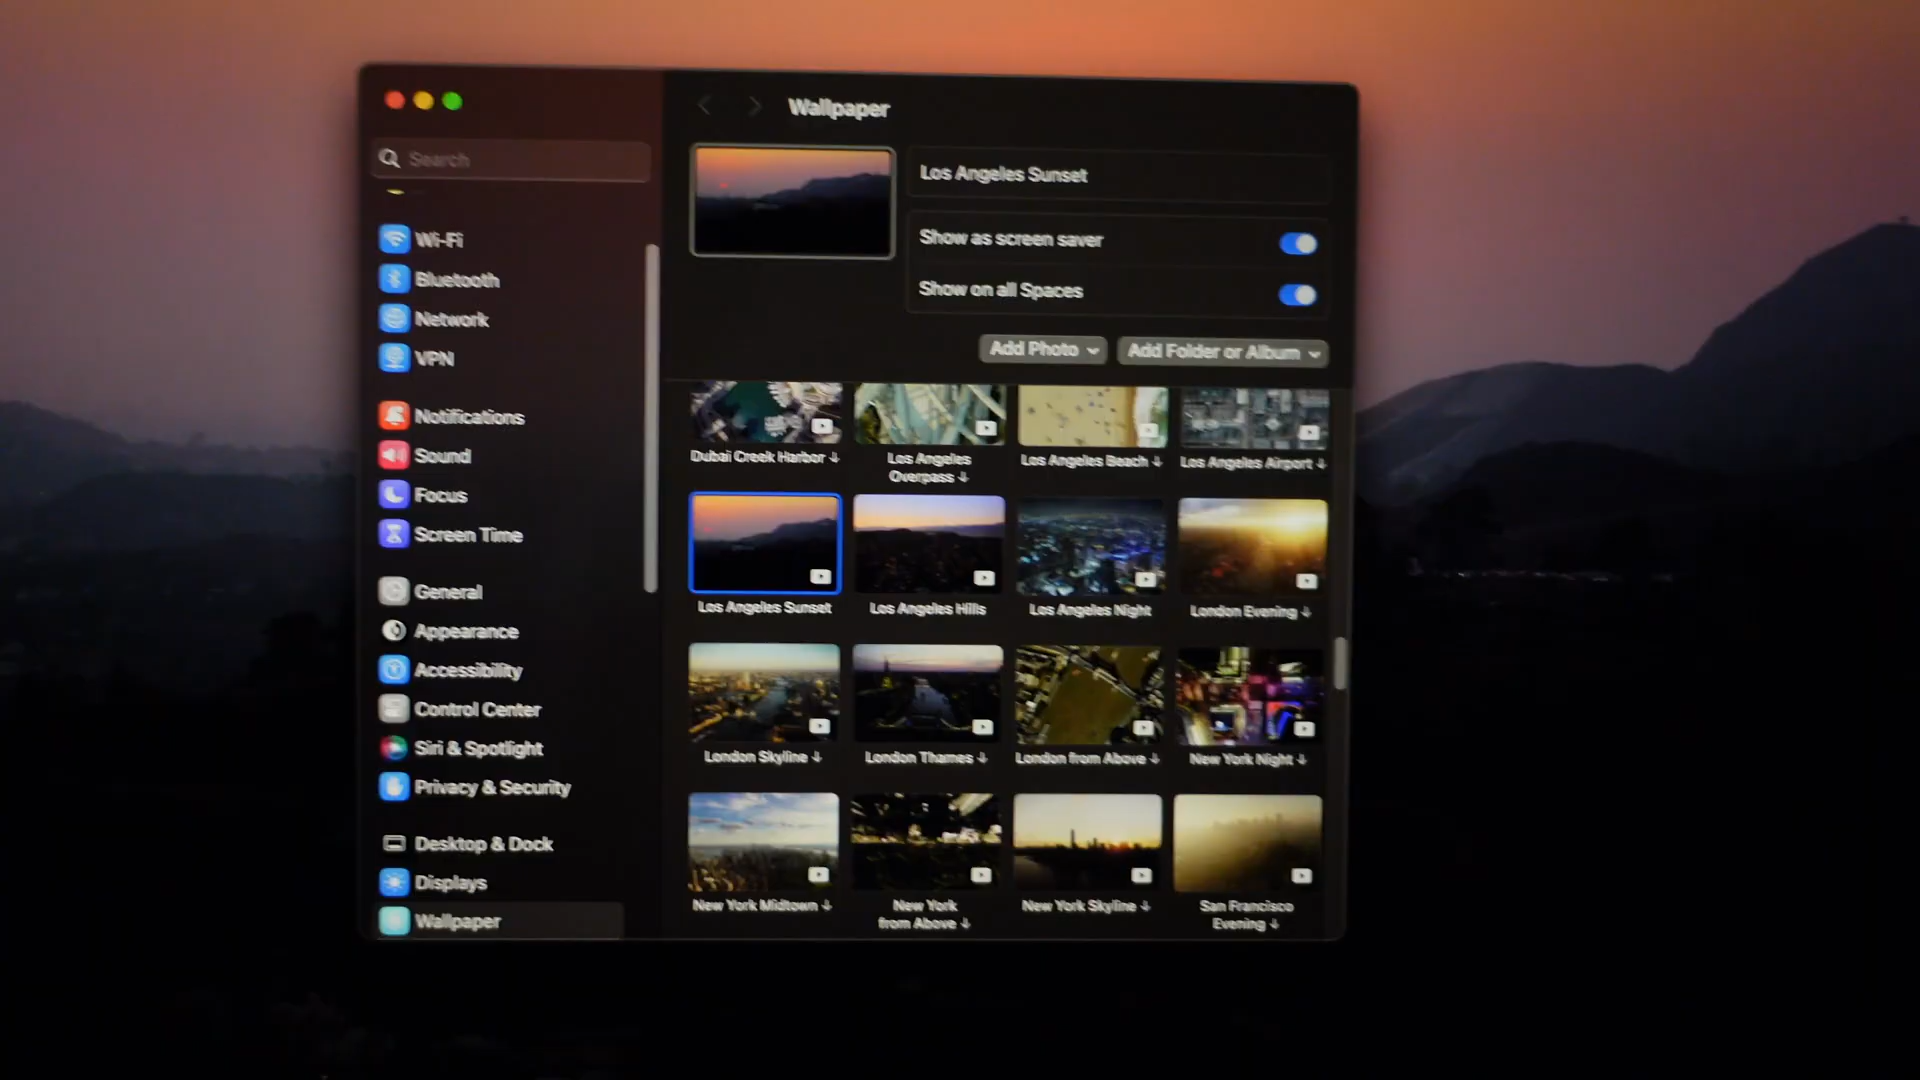 Wallpaper
Search
Los Angeles Sunset
Show as screen saver
Show on all Spaces
Add Photo
Add Folder or Album
Wi-Fi
Bluetooth
Network
VPN
Notifications
Sound
Focus
Screen Time
General
Appearance
Accessibility
Control Center
Siri & Spotlight
Privacy & Security
Desktop & Dock
Displays
Wallpaper
Dubai Creek Harbor ↓
Los Angeles
Overpass ↓
Los Angeles Beach ↓
Los Angeles Airport ↓
Los Angeles Sunset
Los Angeles Hills
Los Angeles Night
London Evening ↓
London Skyline ↓
London Thames ↓
London from Above ↓
New York Night ↓
New York Midtown ↓
New York
from Above ↓
New York Skyline ↓
San Francisco
Evening ↓